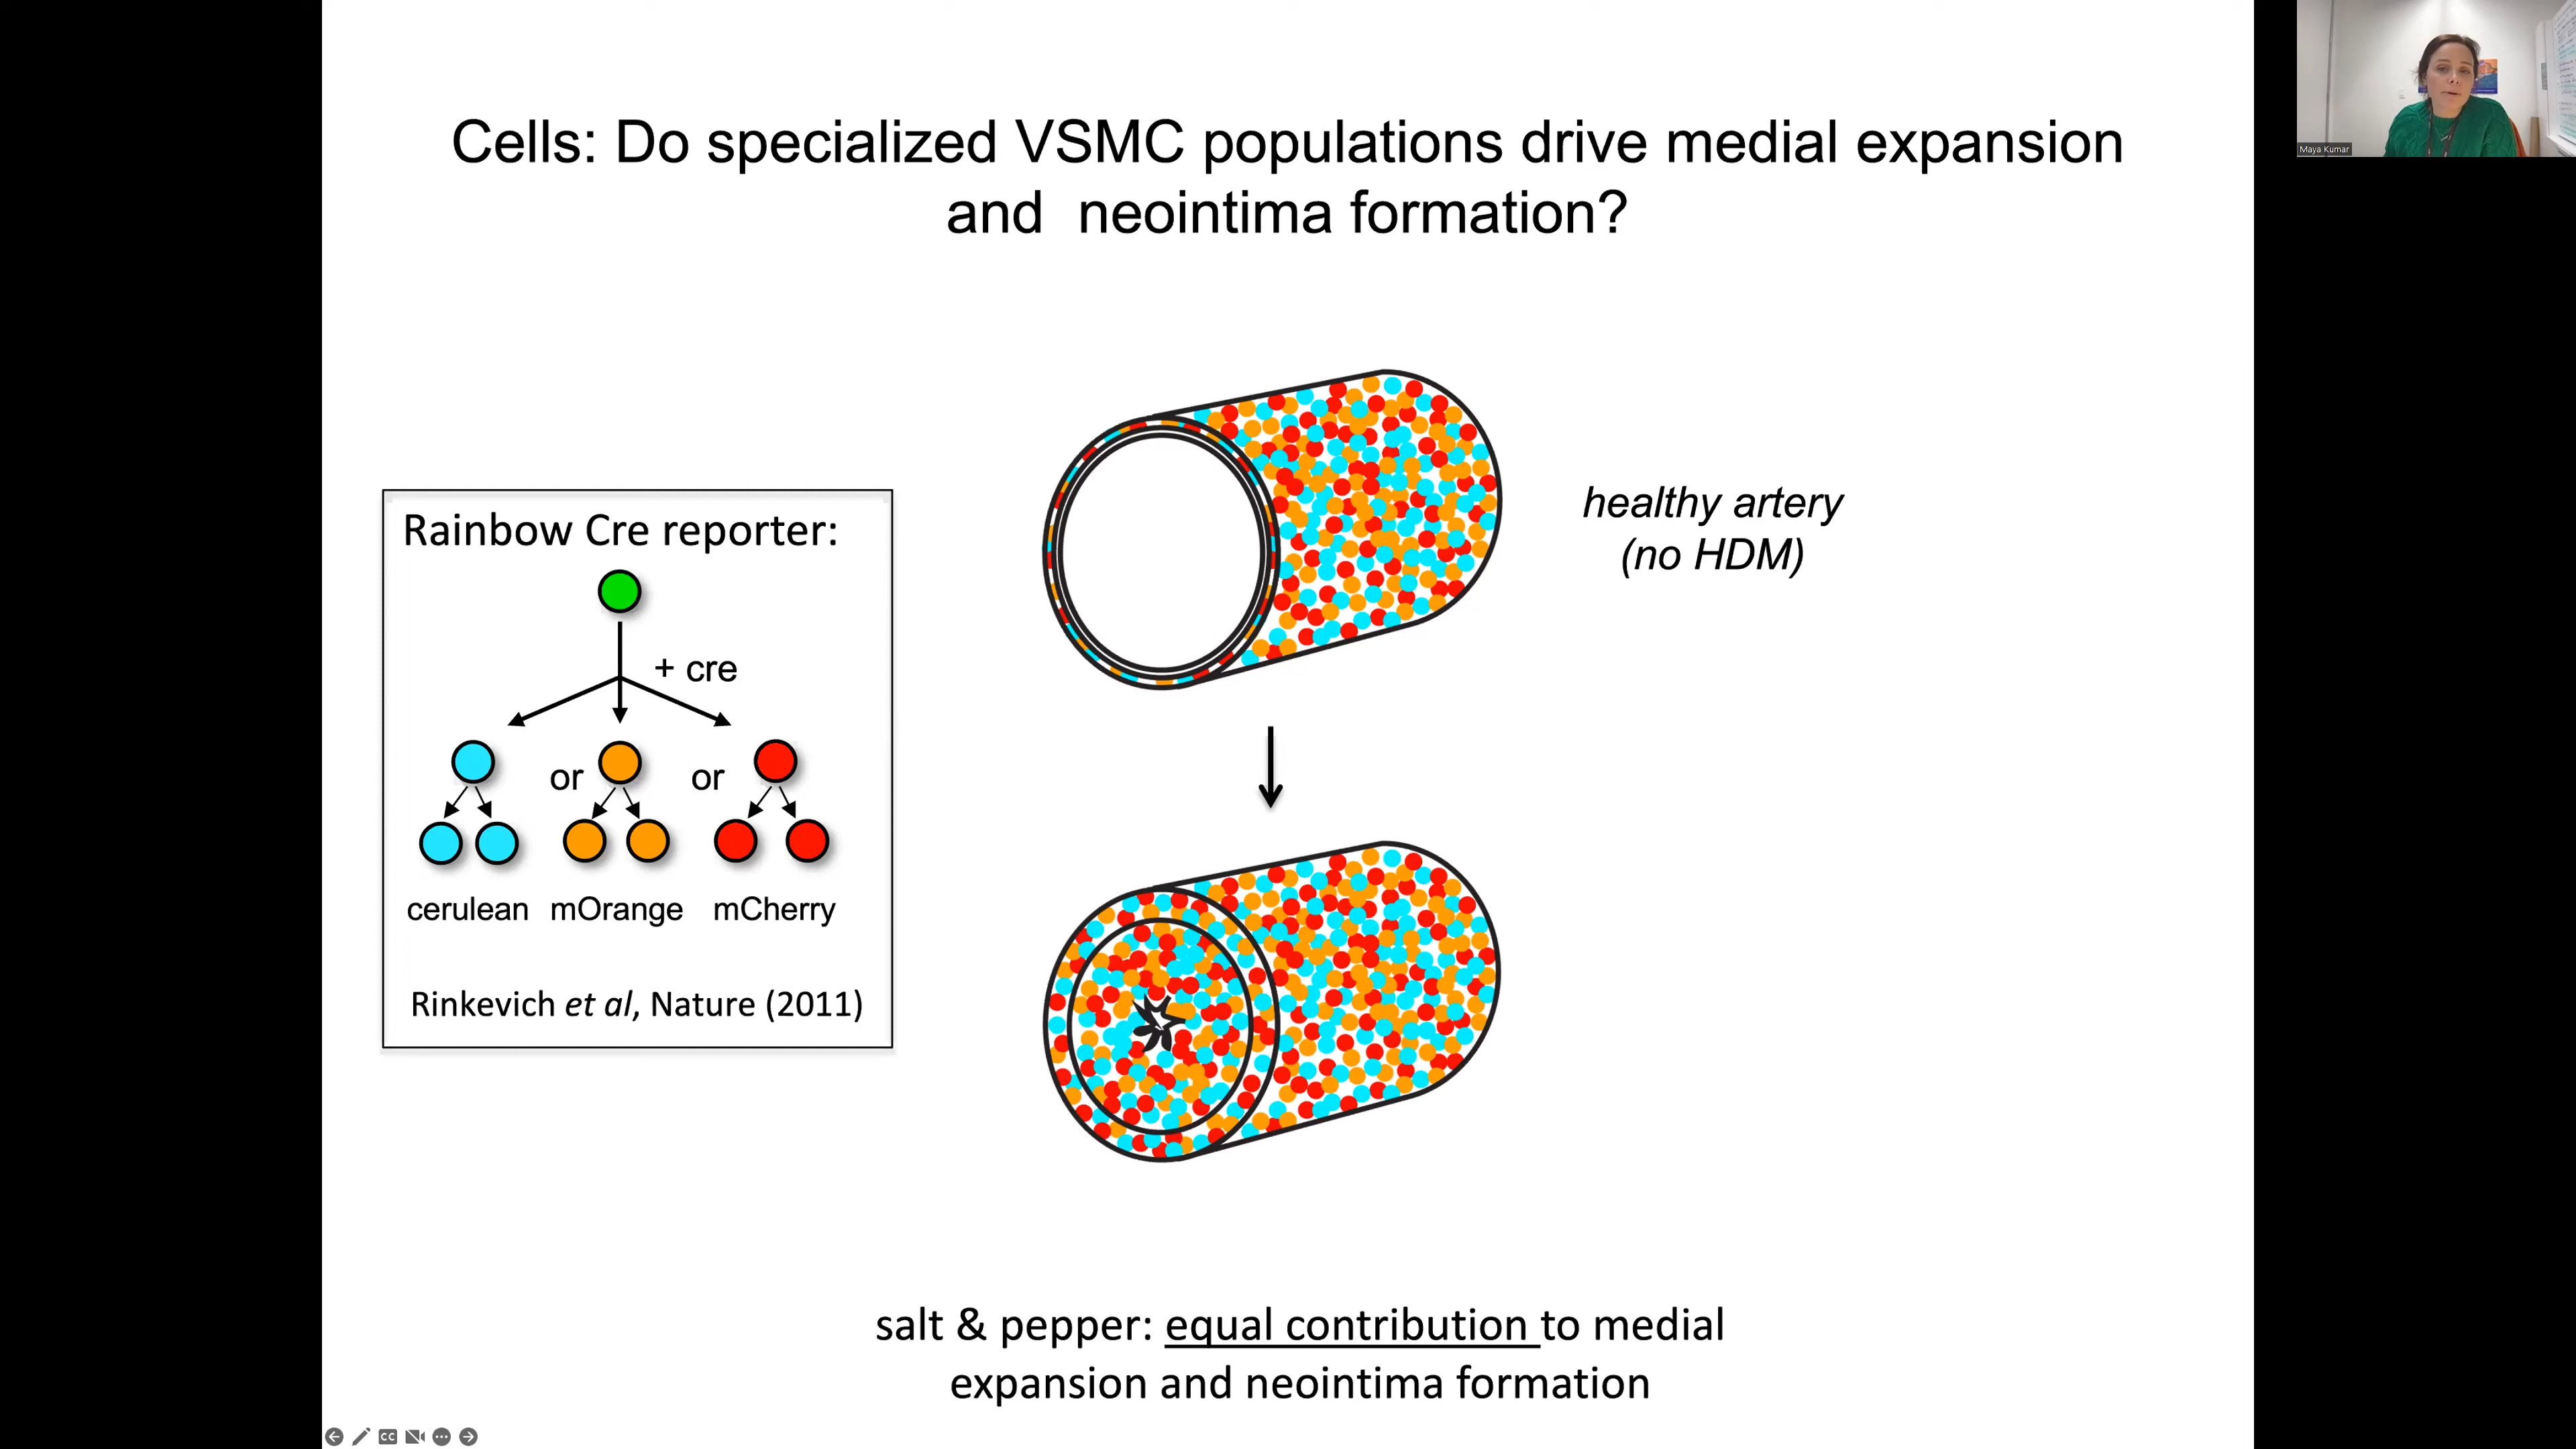 Cells: Do specialized VSMC populations drive medial expansion
and neointima formation?
Maya Kumar
Rainbow Cre reporter:
+ cre
or
or
cerulean mOrange mCherry
Rinkevich et al, Nature (2011)
healthy artery
(no HDM)
salt & pepper: equal contribution to medial
expansion and neointima formation
CC